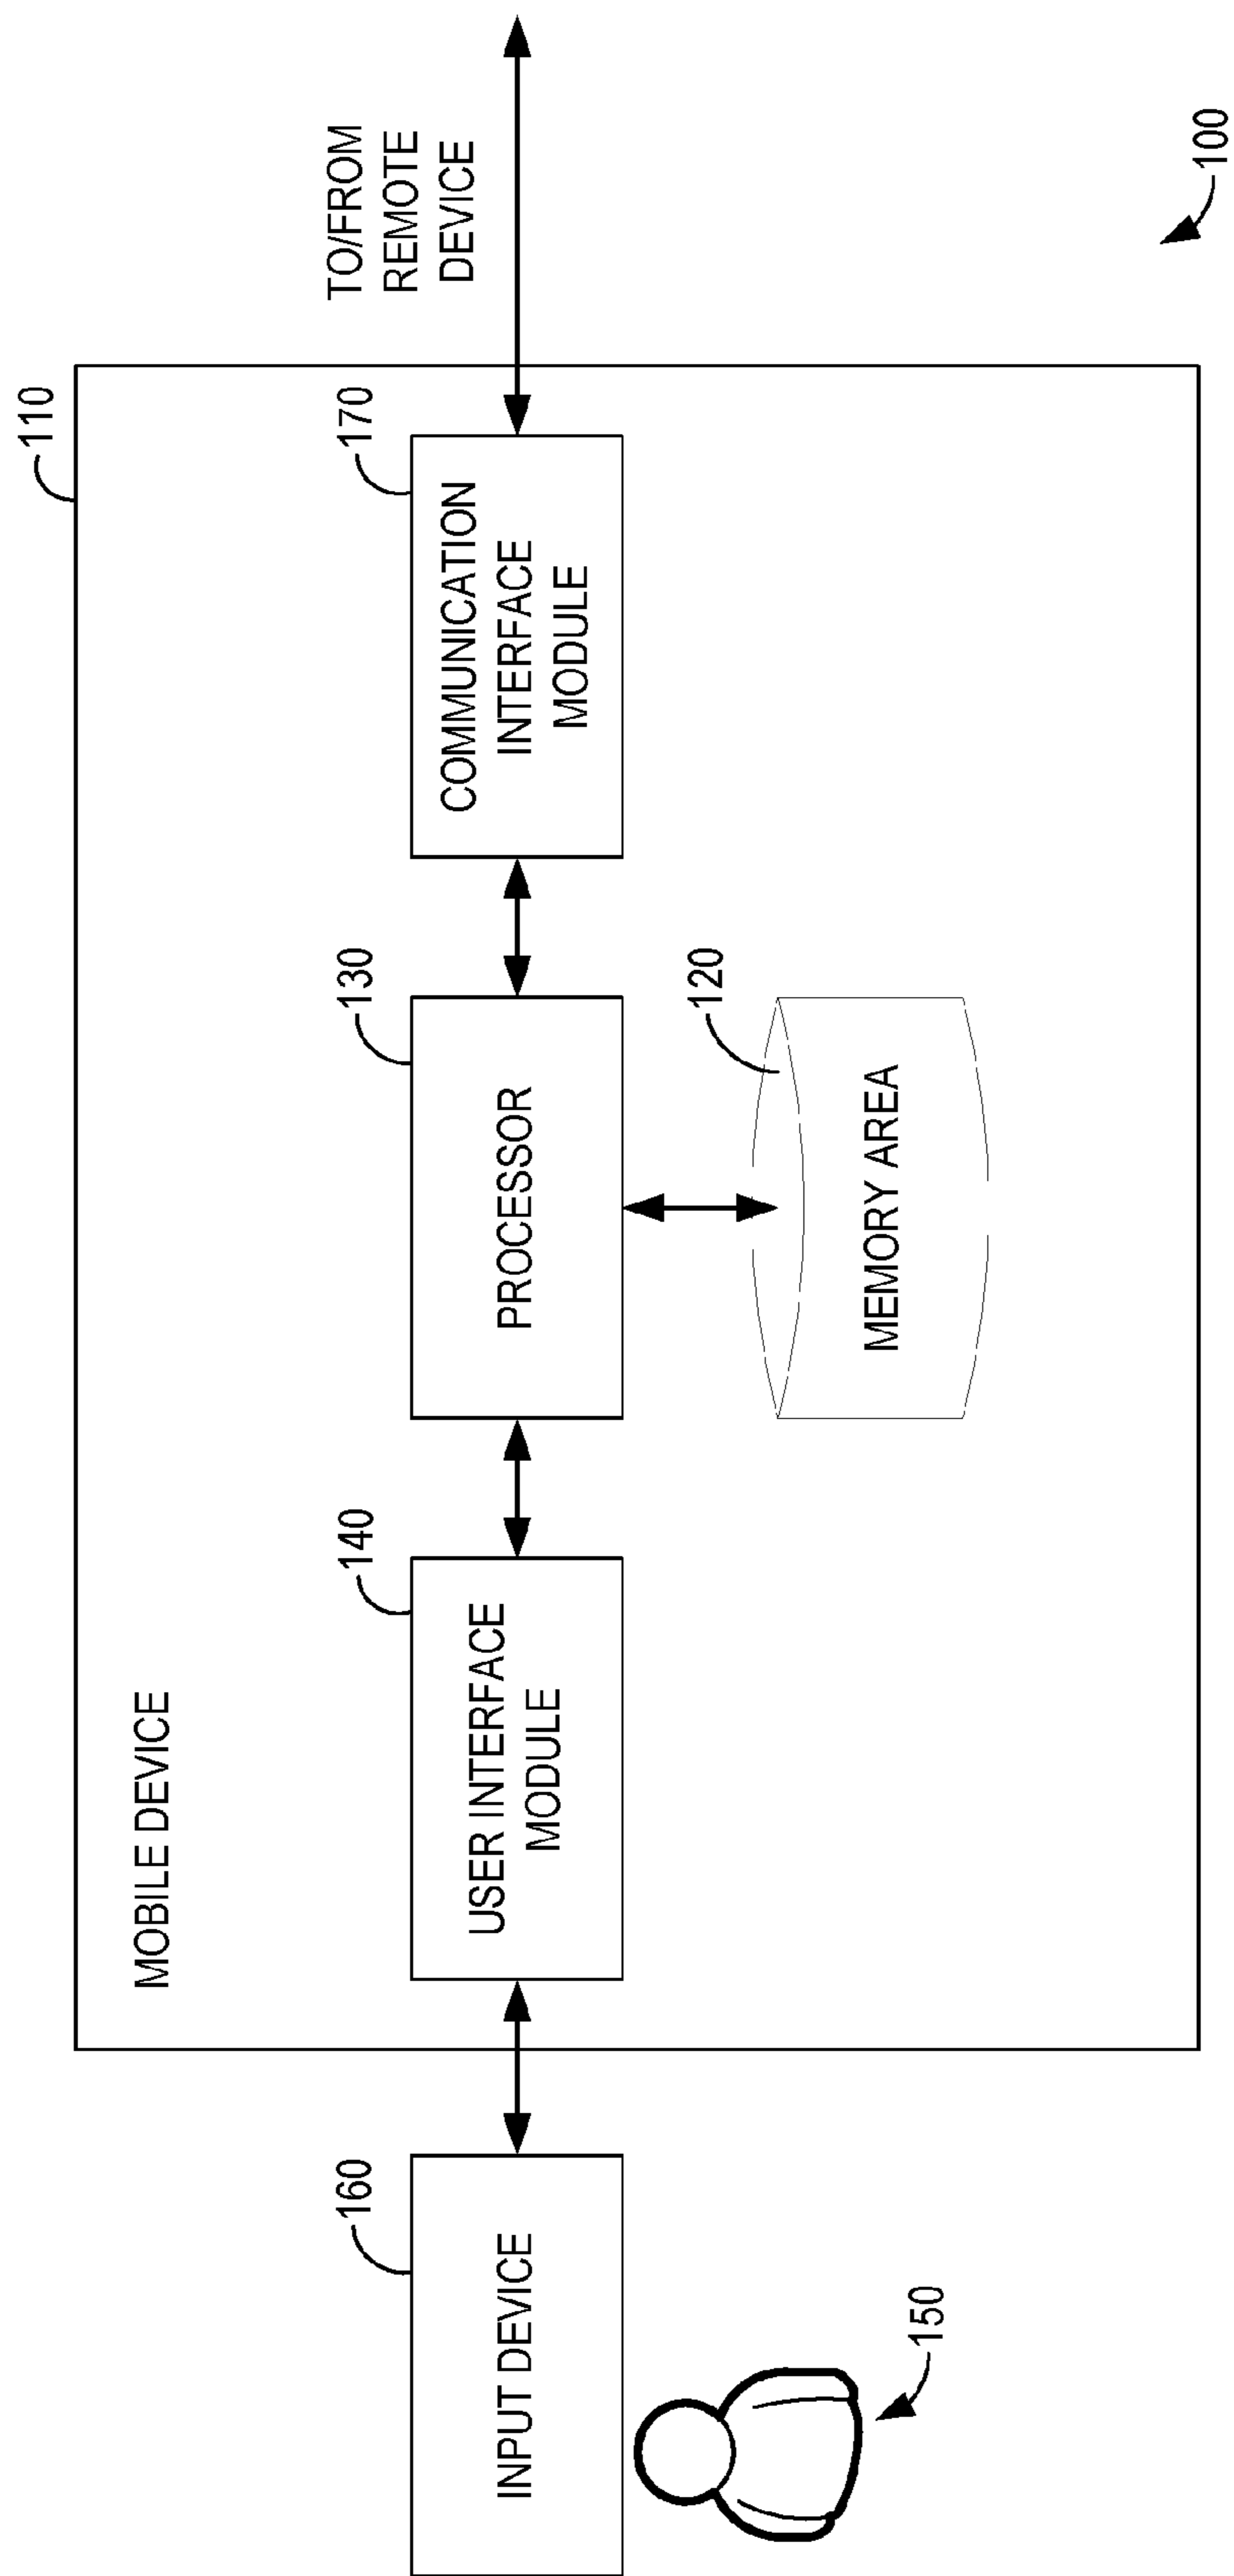 110
MOBILE DEVICE
160
140
130
170
TO/FROM
REMOTE
DEVICE
INPUT DEVICE
USER INTERFACE
MODULE
PROCESSOR
COMMUNICATION
INTERFACE
MODULE
120
MEMORY AREA
150
100